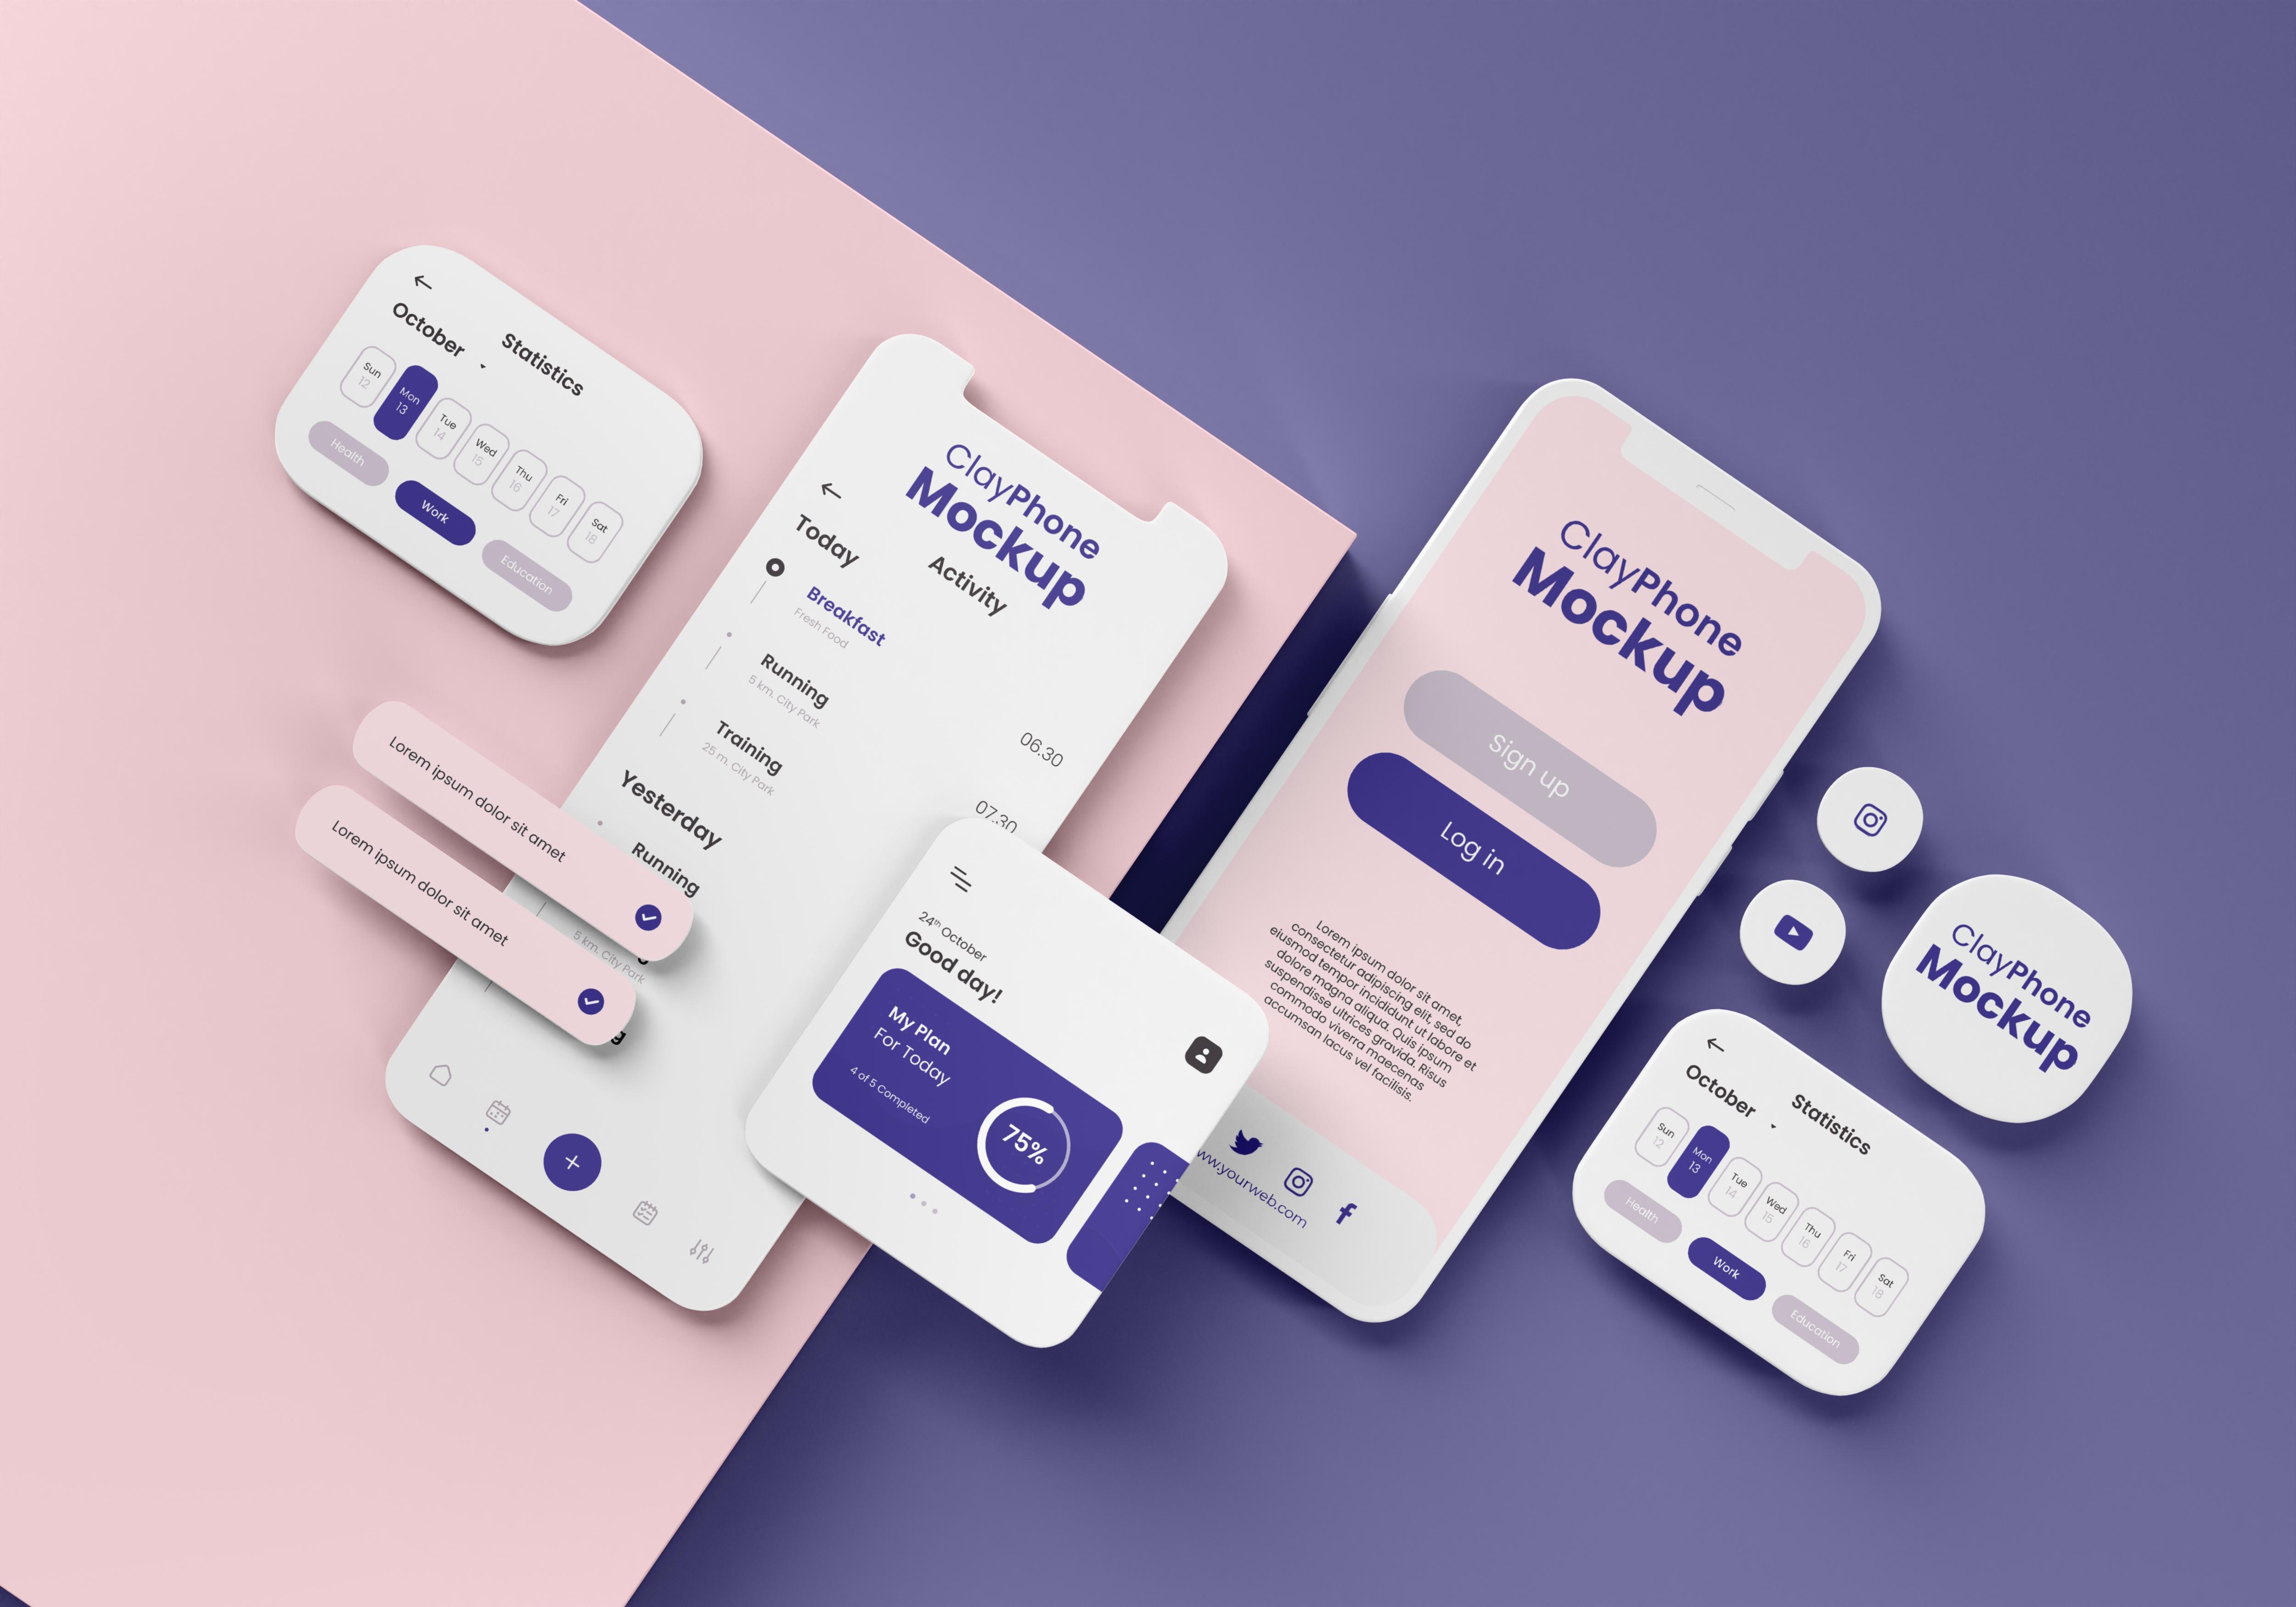 October
Statistics
Sun
12
Mon
13
Tue
14
Wed
15
Thu
16
Fri
17
Sat
18
Health
Work
Education
ClayPhone
Mockup
Today
Activity
Breakfast
Fresh Food
06.30
Running
5 km. City Park
07.30
Training
25 m. City Park
Yesterday
Running
5 km. City Park
Lorem ipsum dolor sit amet
Lorem ipsum dolor sit amet
24th October
Good day!
My Plan
For Today
4 of 5 Completed
75%
ClayPhone
Mockup
Sign up
Log in
Lorem ipsum dolor sit amet,
consectetur adipiscing elit, sed do
eiusmod tempor incididunt ut labore et
dolore magna aliqua. Quis ipsum
suspendisse ultrices gravida. Risus
commodo viverra maecenas
accumsan lacus vel facilisis.
www.yourweb.com
ClayPhone
Mockup
October
Statistics
Sun
12
Mon
13
Tue
14
Wed
15
Thu
16
Fri
17
Sat
18
Health
Work
Education